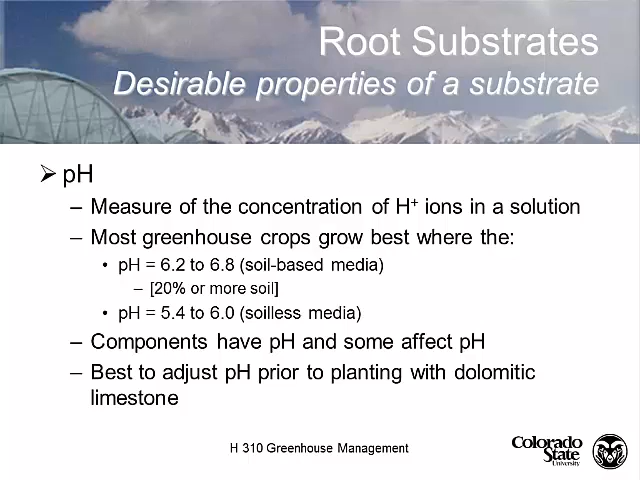 Root Substrates
Desirable properties of a substrate
➢ pH
– Measure of the concentration of H⁺ ions in a solution
– Most greenhouse crops grow best where the:
• pH = 6.2 to 6.8 (soil-based media)
– [20% or more soil]
• pH = 5.4 to 6.0 (soilless media)
– Components have pH and some affect pH
– Best to adjust pH prior to planting with dolomitic
limestone
H 310 Greenhouse Management
Colorado
State
University